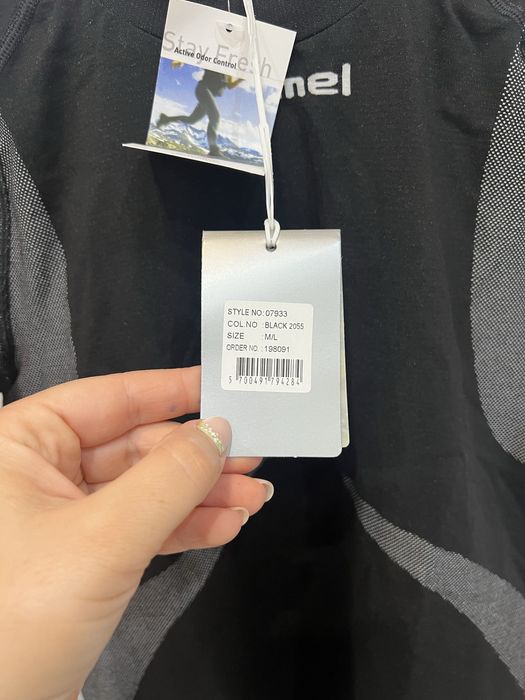 Stay Fresh
Active Odor Control
mel
STYLE NO: 07933
COL.NO : BLACK 2055
SIZE : M/L
ORDER NO. : 198091
5 700491 794284